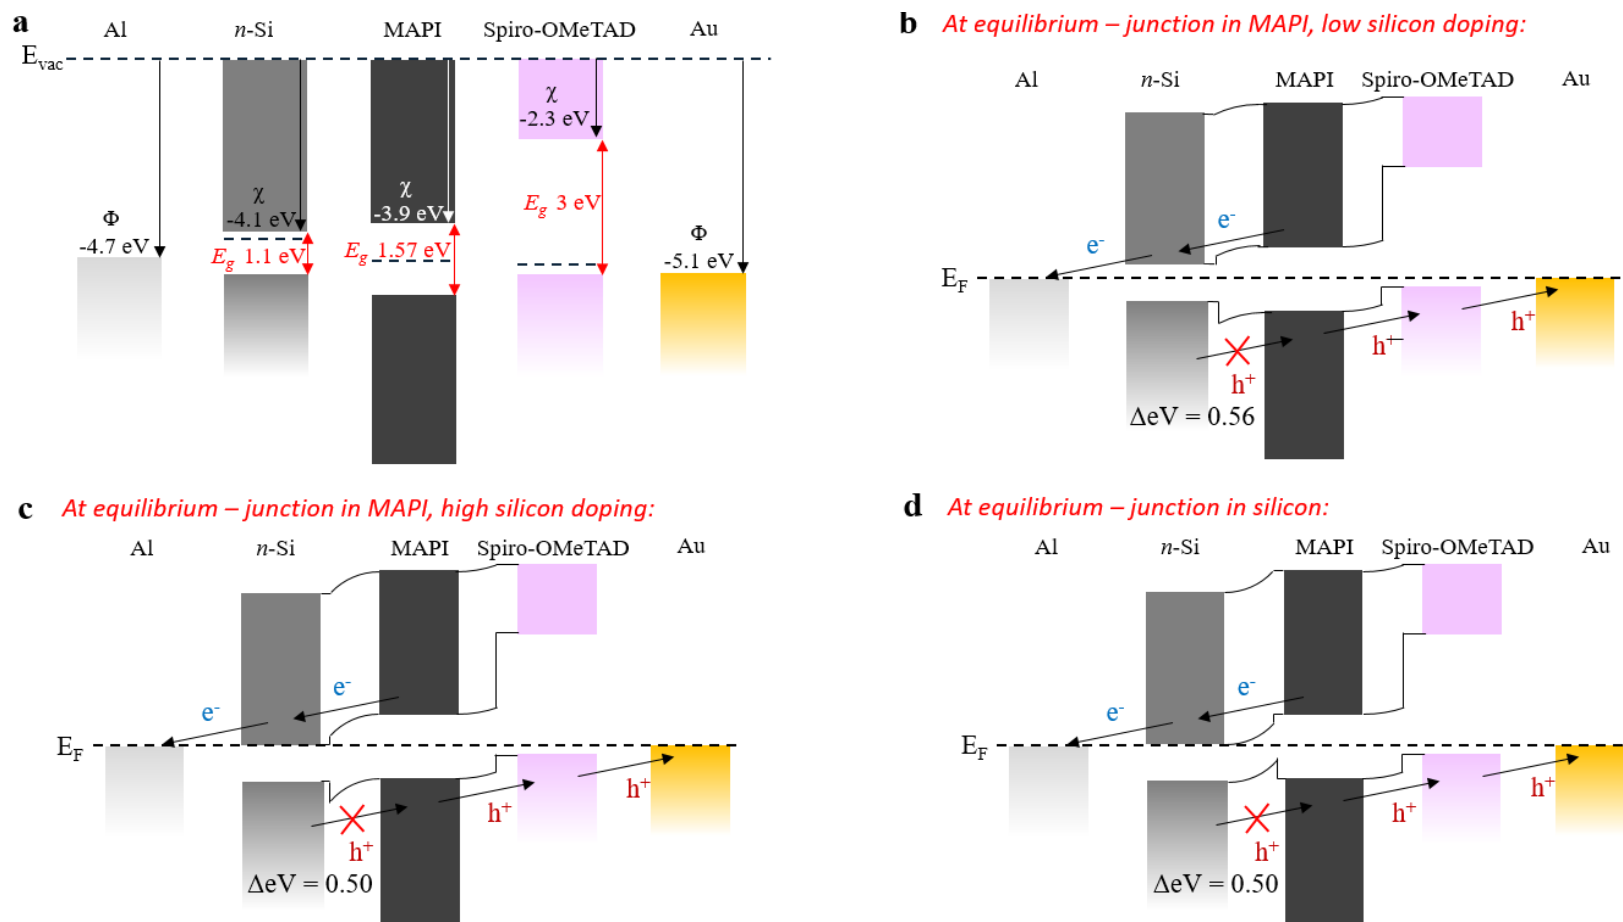 a
Al n-Si MAPI Spiro-OMeTAD Au
Evac
χ
-2.3 eV
χ
-4.1 eV
χ
-3.9 eV
Φ
-4.7 eV
Eg 1.1 eV
Eg 1.57 eV
Eg 3 eV
Φ
-5.1 eV
b At equilibrium – junction in MAPI, low silicon doping:
Al n-Si MAPI Spiro-OMeTAD Au
e-
e-
EF
h+
h+
h+
ΔeV = 0.56
c At equilibrium – junction in MAPI, high silicon doping:
Al n-Si MAPI Spiro-OMeTAD Au
e-
e-
EF
h+
h+
h+
ΔeV = 0.50
d At equilibrium – junction in silicon:
Al n-Si MAPI Spiro-OMeTAD Au
e-
e-
EF
h+
h+
h+
ΔeV = 0.50